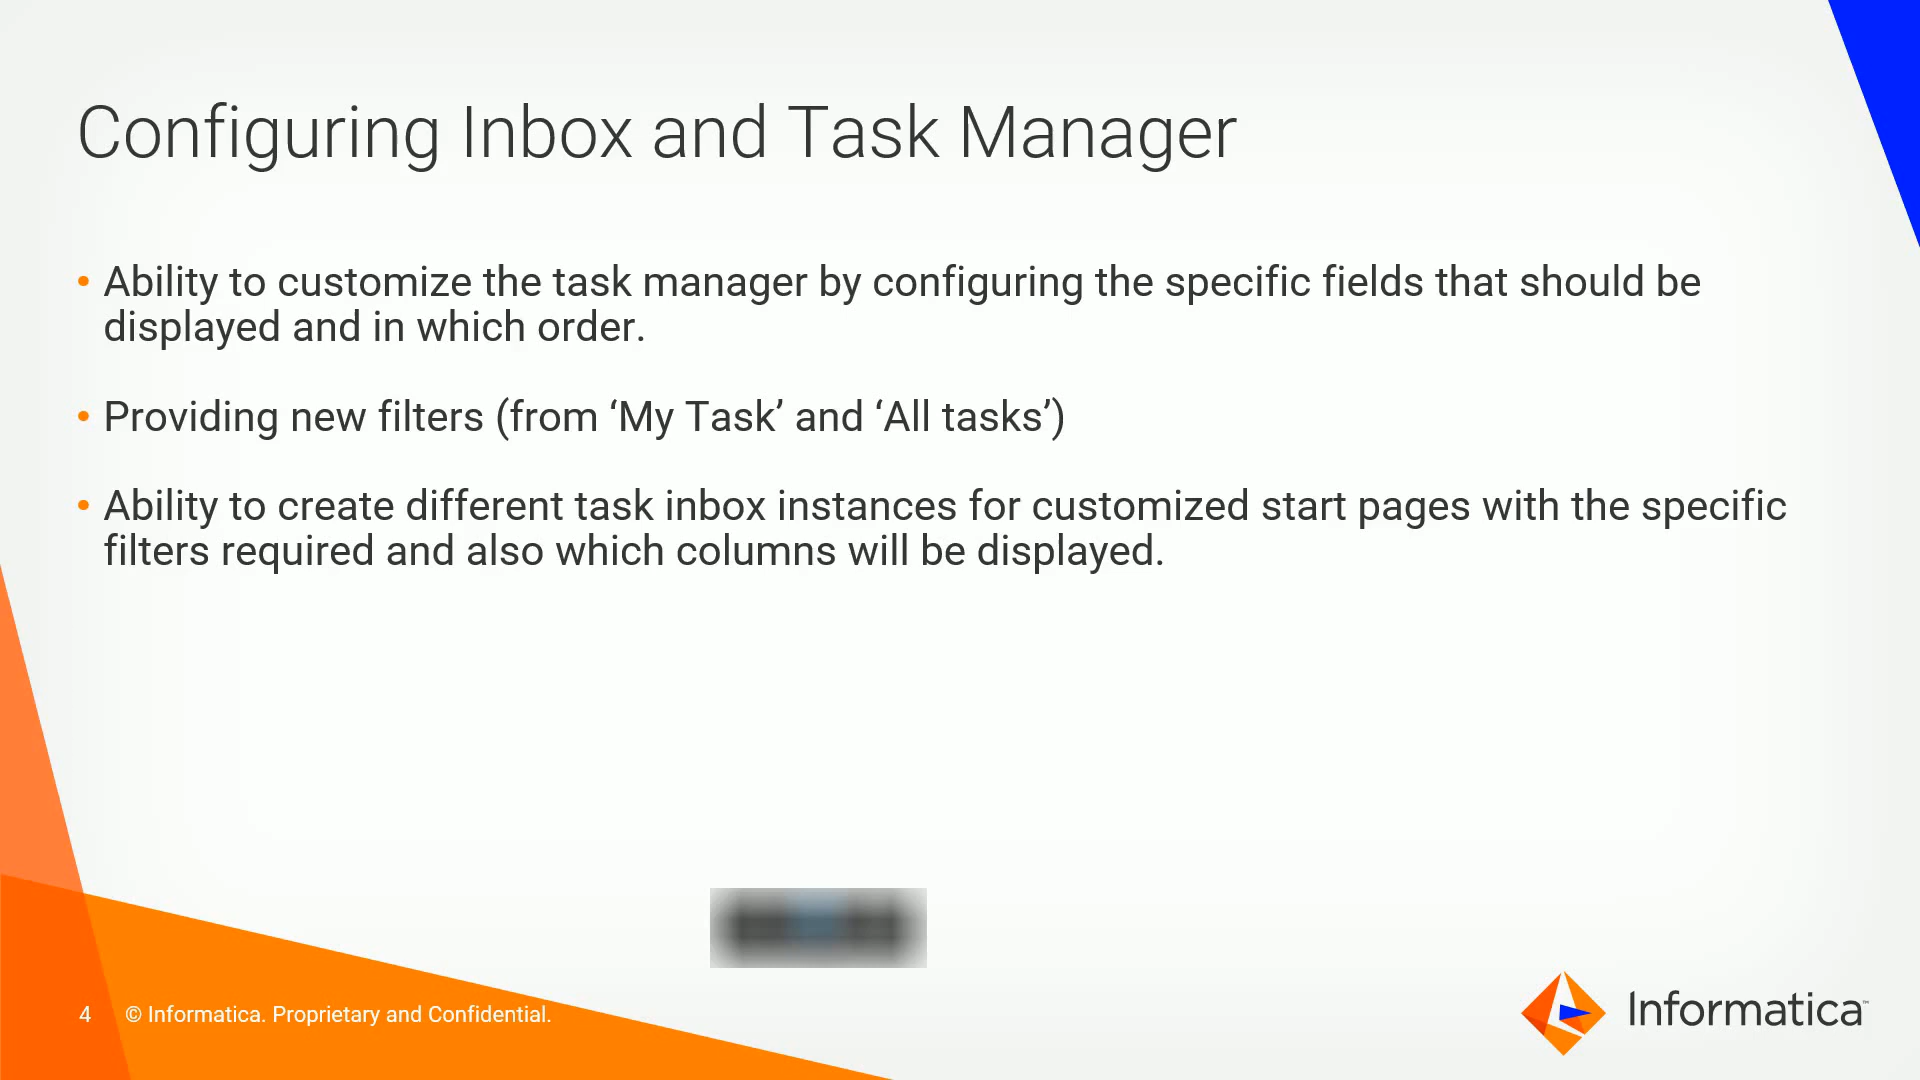 Configuring Inbox and Task Manager
• Ability to customize the task manager by configuring the specific fields that should be
displayed and in which order.
• Providing new filters (from ‘My Task’ and ‘All tasks’)
• Ability to create different task inbox instances for customized start pages with the specific
filters required and also which columns will be displayed.
4 © Informatica. Proprietary and Confidential.
Informatica™